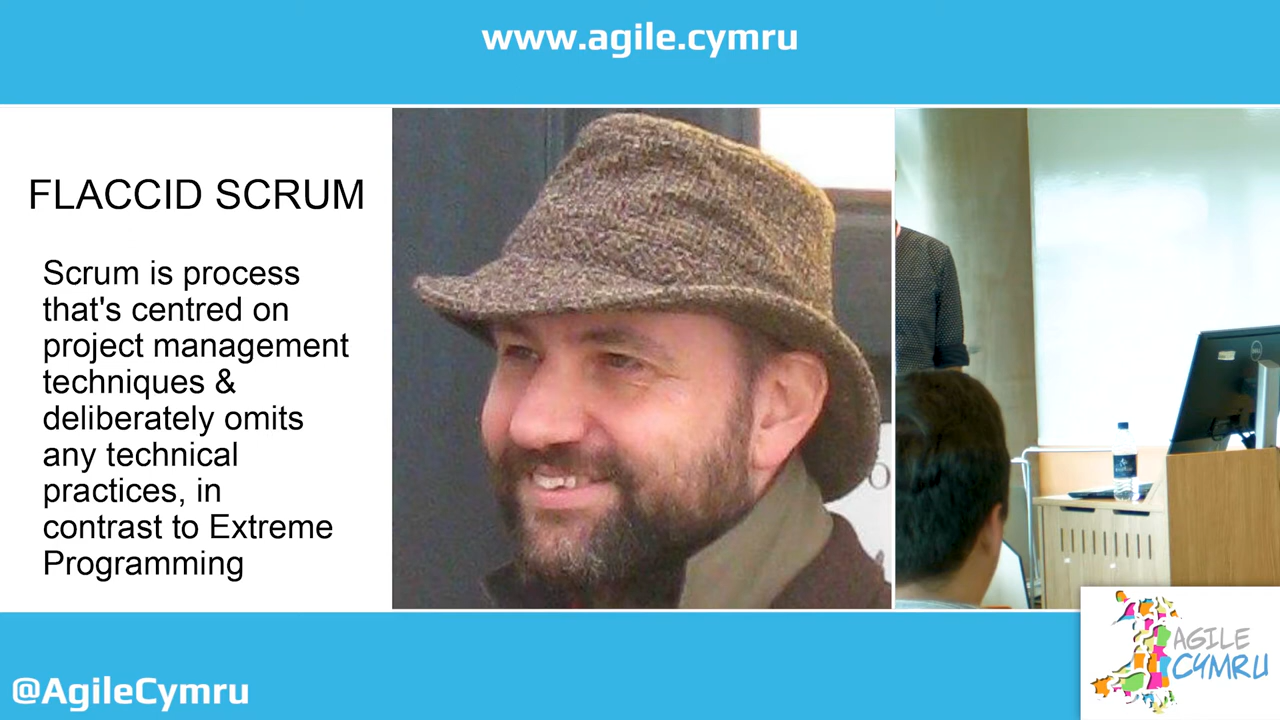 www.agile.cymru
FLACCID SCRUM
Scrum is process
that's centred on
project management
techniques &
deliberately omits
any technical
practices, in
contrast to Extreme
Programming
DELL
AGILE
CYMRU
@AgileCymru